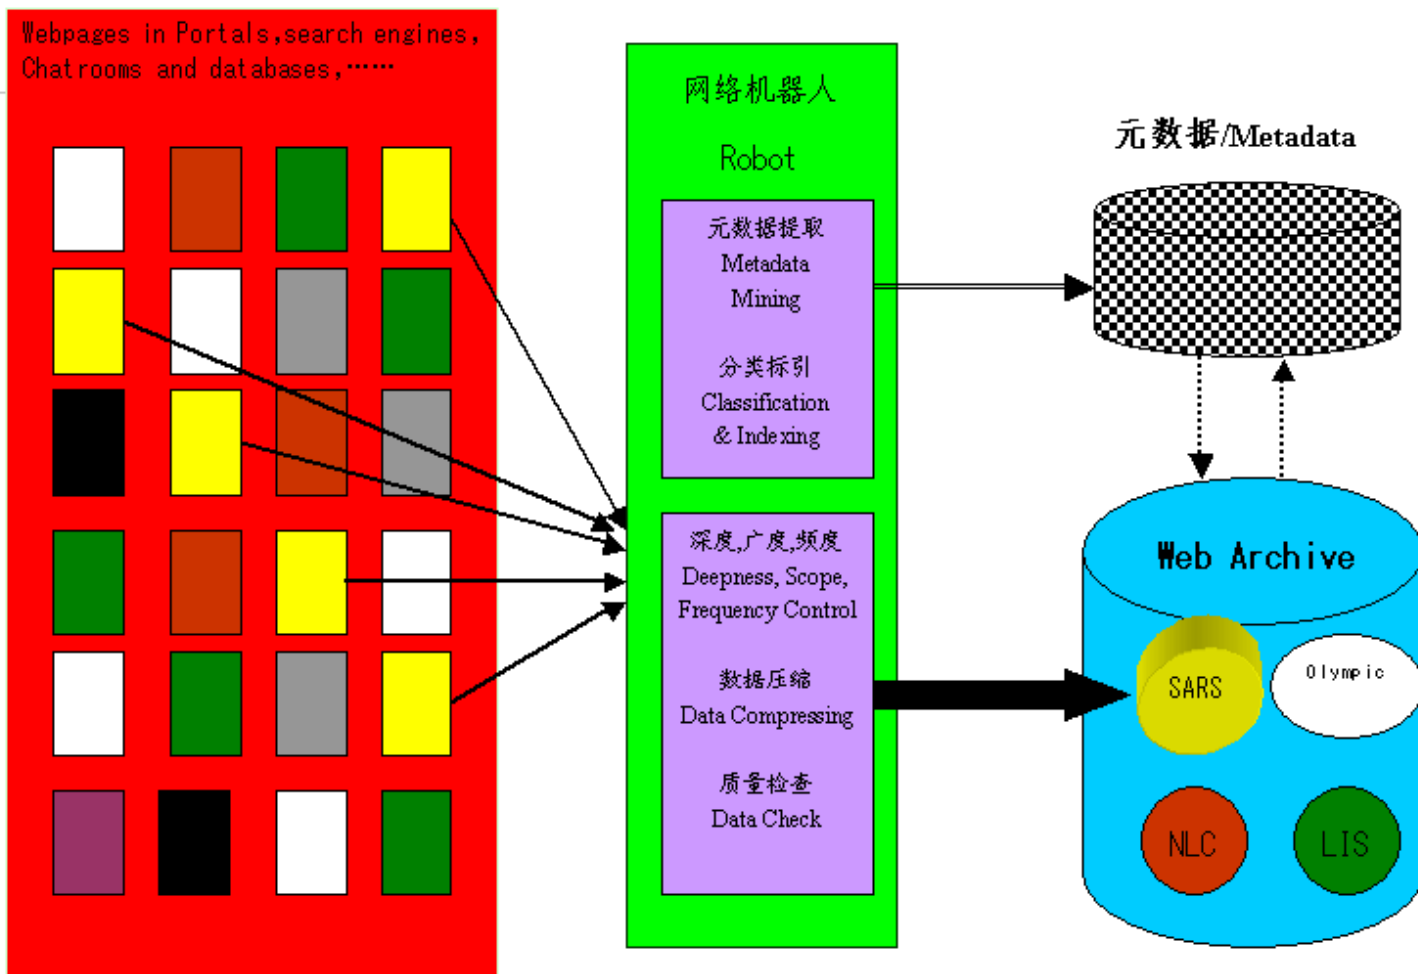 Webpages in Portals,search engines,
Chatrooms and databases,……
网络机器人
Robot
元数据提取
Metadata
Mining
分类标引
Classification
& Indexing
深度,广度,频度
Deepness, Scope,
Frequency Control
数据压缩
Data Compressing
质量检查
Data Check
元数据/Metadata
Web Archive
SARS
Olympic
NLC
LIS